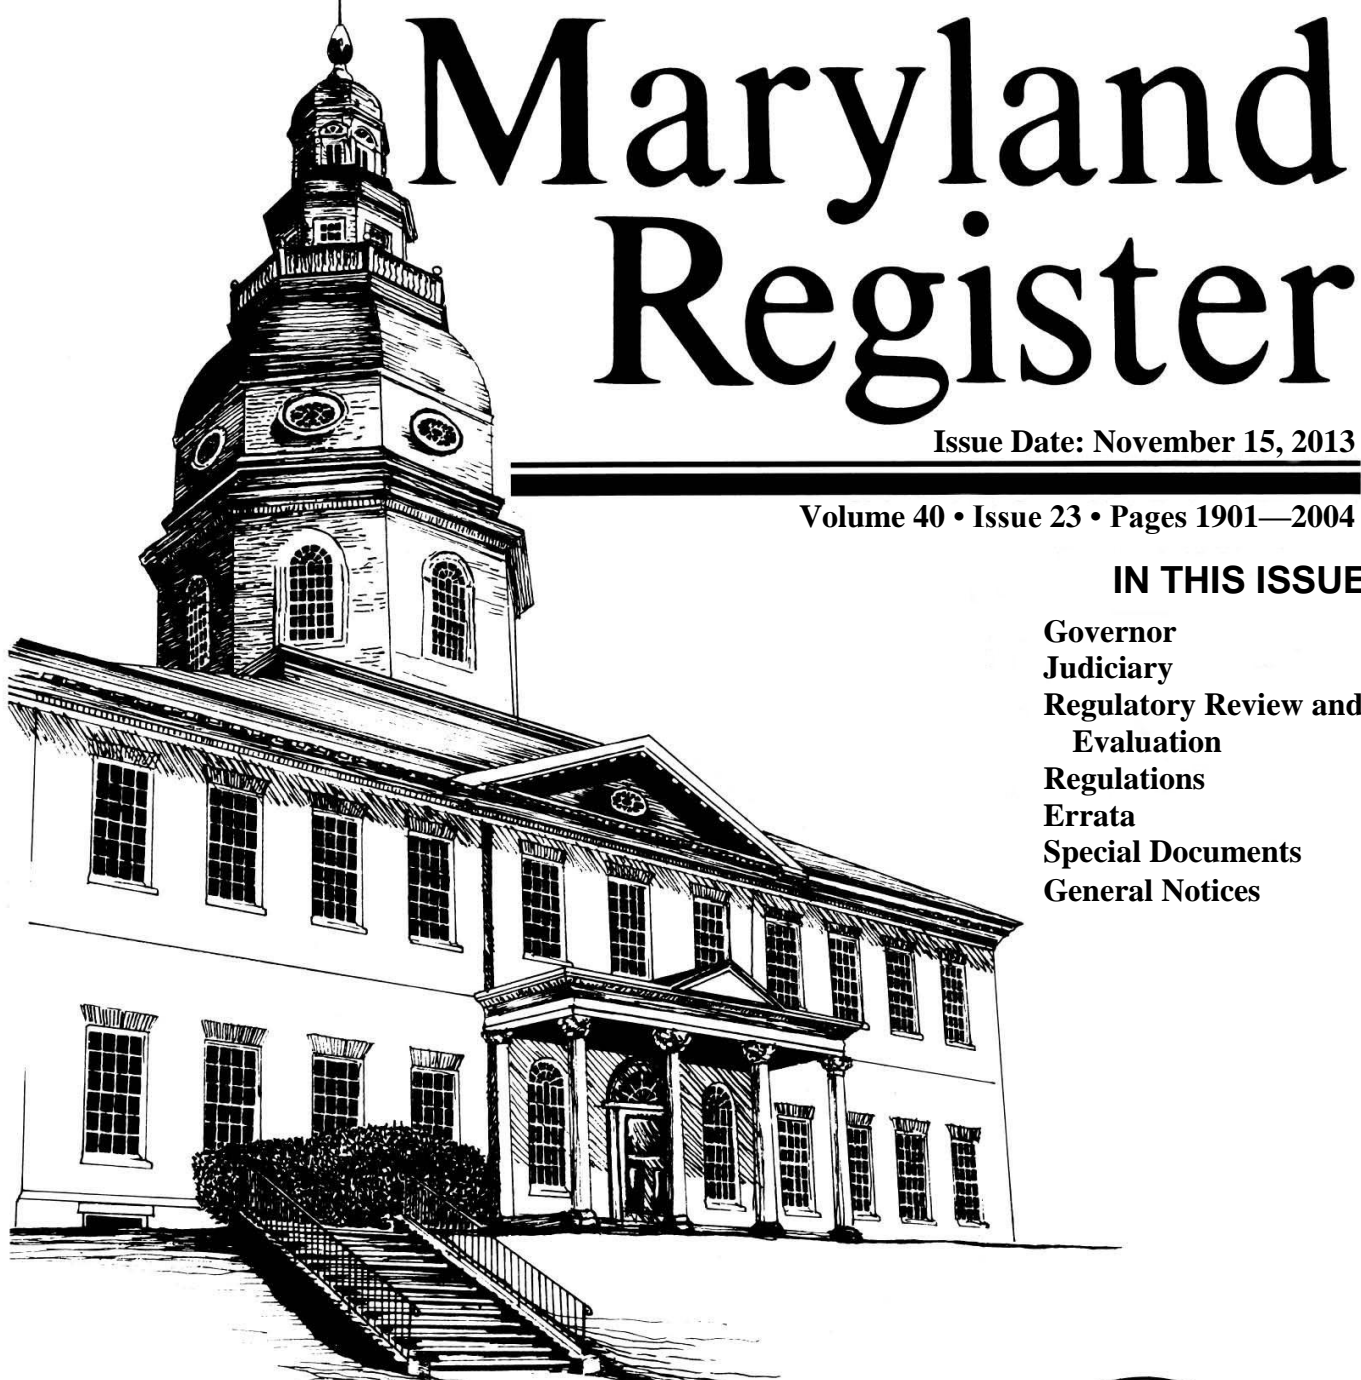 Maryland
Register
Issue Date: November 15, 2013
Volume 40 • Issue 23 • Pages 1901—2004
IN THIS ISSUE
Governor
Judiciary
Regulatory Review and
Evaluation
Regulations
Errata
Special Documents
General Notices